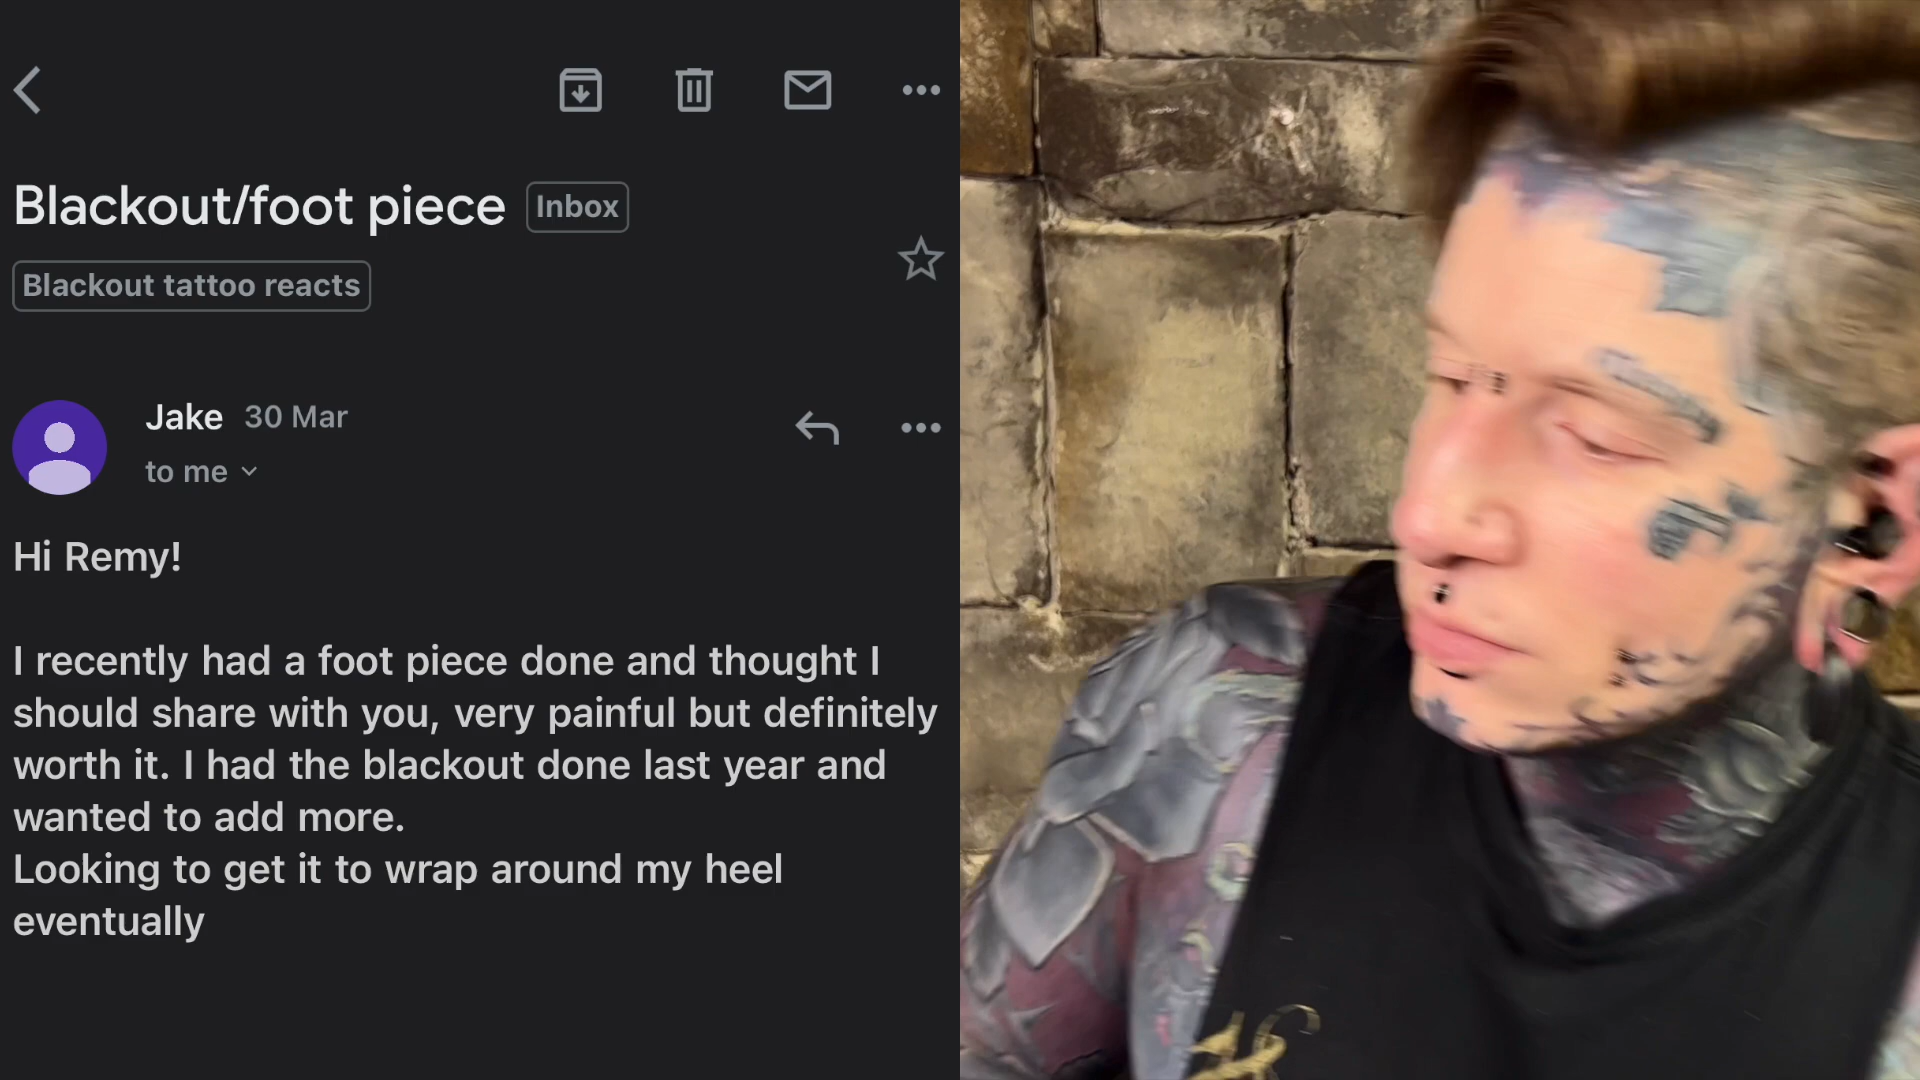 Blackout/foot piece Inbox
Blackout tattoo reacts
Jake 30 Mar
to me
Hi Remy!
I recently had a foot piece done and thought I
should share with you, very painful but definitely
worth it. I had the blackout done last year and
wanted to add more.
Looking to get it to wrap around my heel
eventually